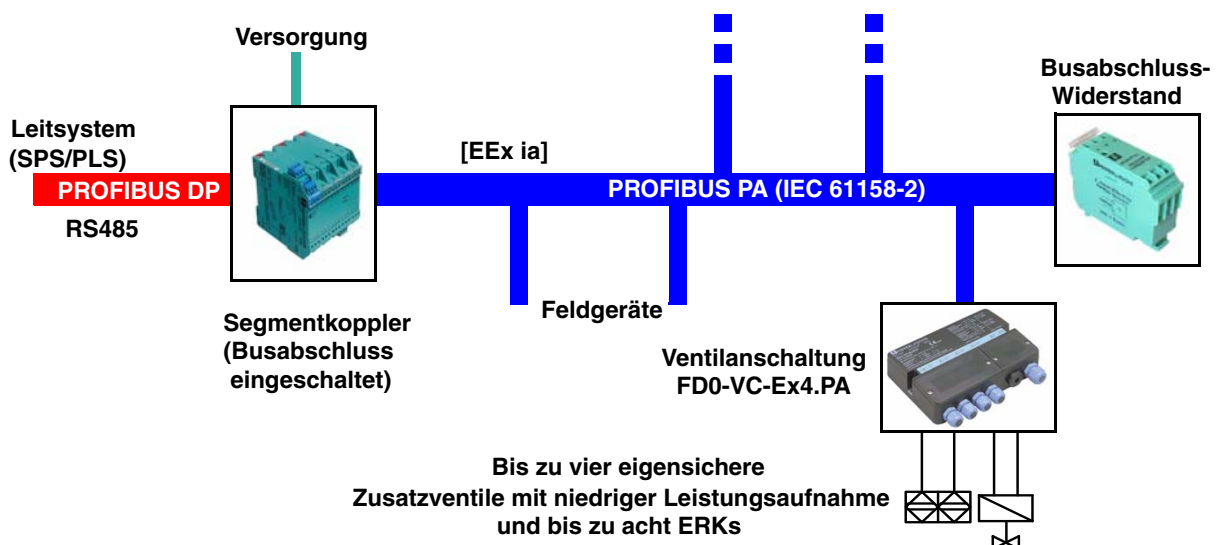 Versorgung
Busabschluss-
Widerstand
Leitsystem
(SPS/PLS)
[EEx ia]
PROFIBUS DP
PROFIBUS PA (IEC 61158-2)
RS485
Feldgeräte
Segmentkoppler
(Busabschluss
eingeschaltet)
Ventilanschaltung
FD0-VC-Ex4.PA
Bis zu vier eigensichere
Zusatzventile mit niedriger Leistungsaufnahme
und bis zu acht ERKs